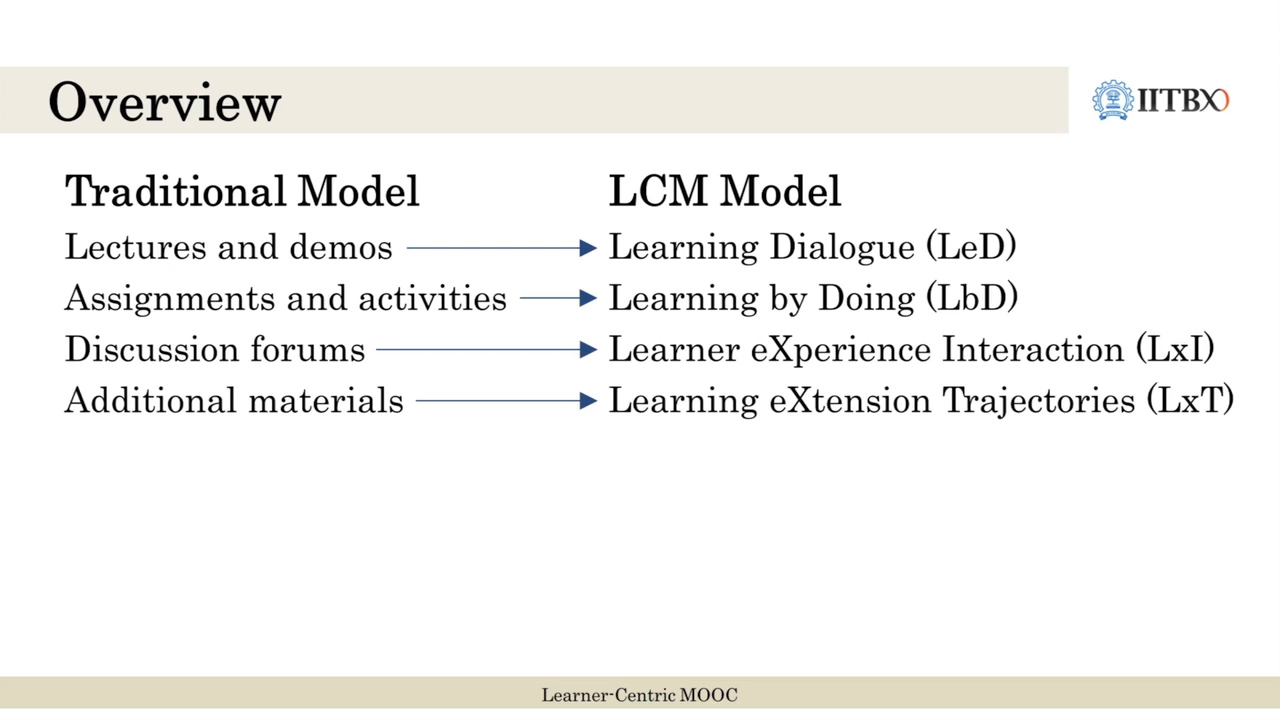 Overview
IITBX
Traditional Model
LCM Model
Lectures and demos
Learning Dialogue (LeD)
Assignments and activities
Learning by Doing (LbD)
Discussion forums
Learner eXperience Interaction (LxI)
Additional materials
Learning eXtension Trajectories (LxT)
Learner-Centric MOOC